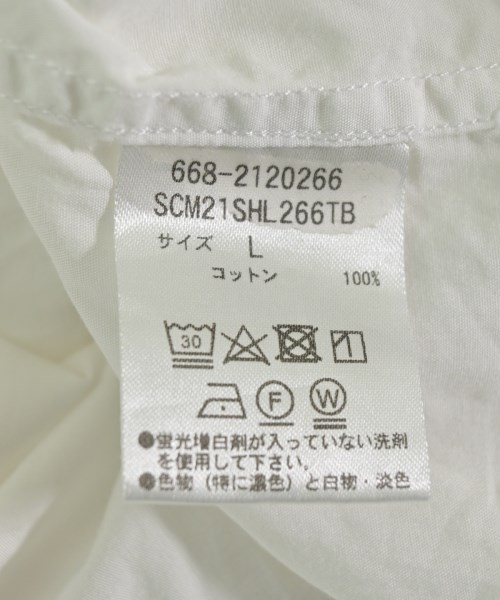 668-2120266
SCM21SHL266TB
サイズ L
コットン 100%
30
F W
●蛍光増白剤が入っていない洗剤
を使用して下さい。
●色物（特に濃色）と白物・淡色